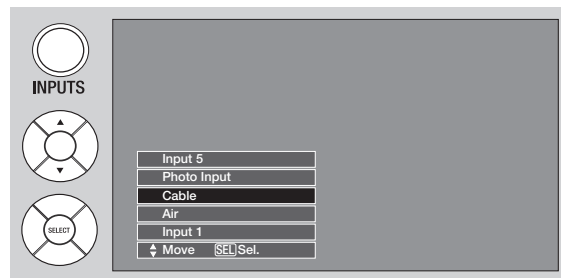 INPUTS
SELECT
Input 5
Photo Input
Cable
Air
Input 1
Move SEL Sel.